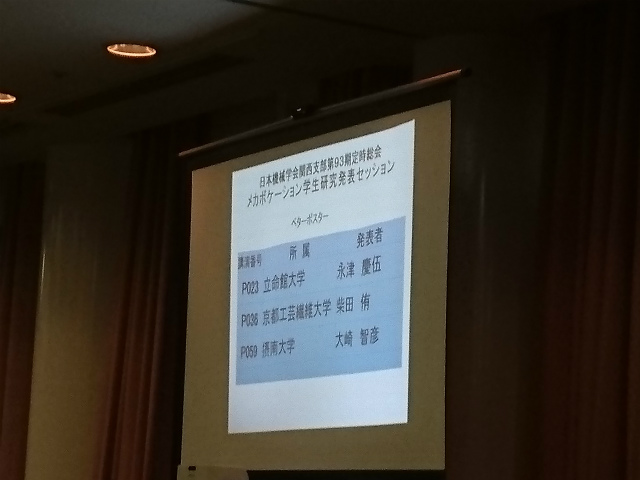 日本機械学会関西支部第93期定時総会
メカボケーション学生研究発表セッション
ベターポスター
講演番号 所属 発表者
P023 立命館大学 永津 慶伍
P036 京都工芸繊維大学 柴田 侑
P059 摂南大学 大崎 智彦